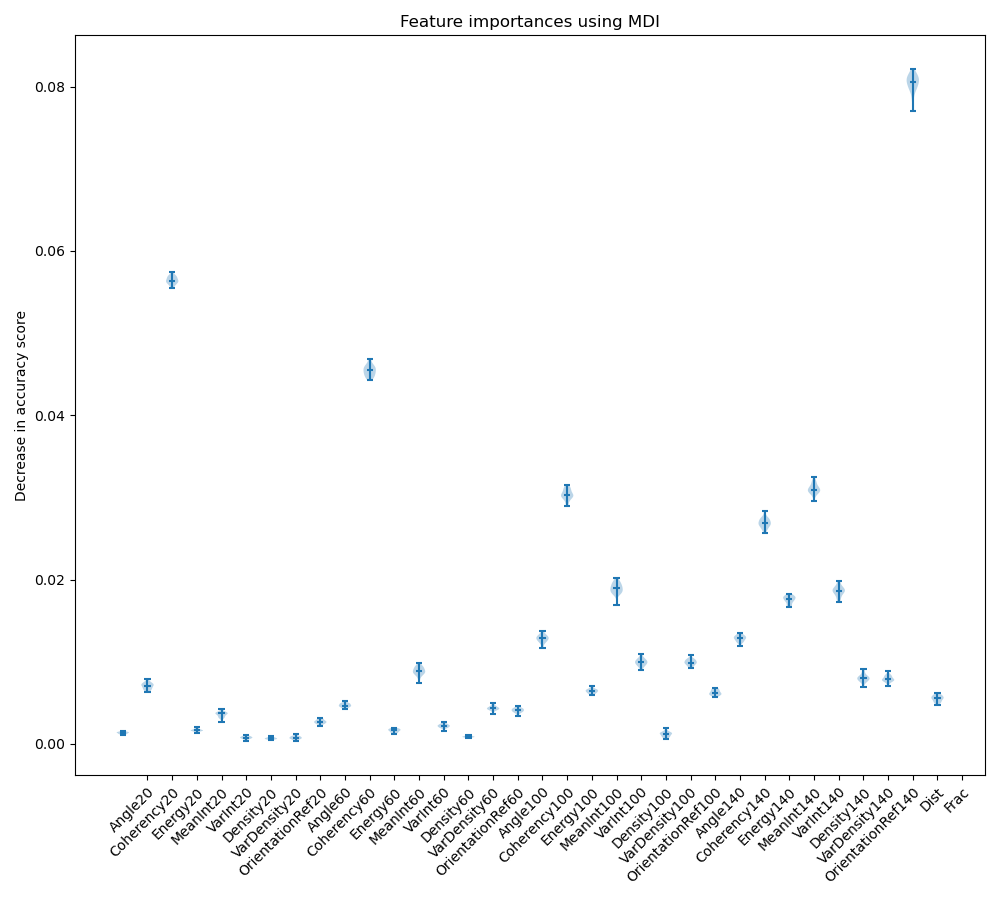 Feature importances using MDI
Decrease in accuracy score
0.08
0.06
0.04
0.02
0.00
Angle20
Coherency20
Energy20
MeanInt20
VarInt20
Density20
VarDensity20
OrientationRef20
Angle60
Coherency60
Energy60
MeanInt60
VarInt60
Density60
VarDensity60
OrientationRef60
Angle100
Coherency100
Energy100
MeanInt100
VarInt100
Density100
VarDensity100
OrientationRef100
Angle140
Coherency140
Energy140
MeanInt140
VarInt140
Density140
VarDensity140
OrientationRef140
Dist
Frac